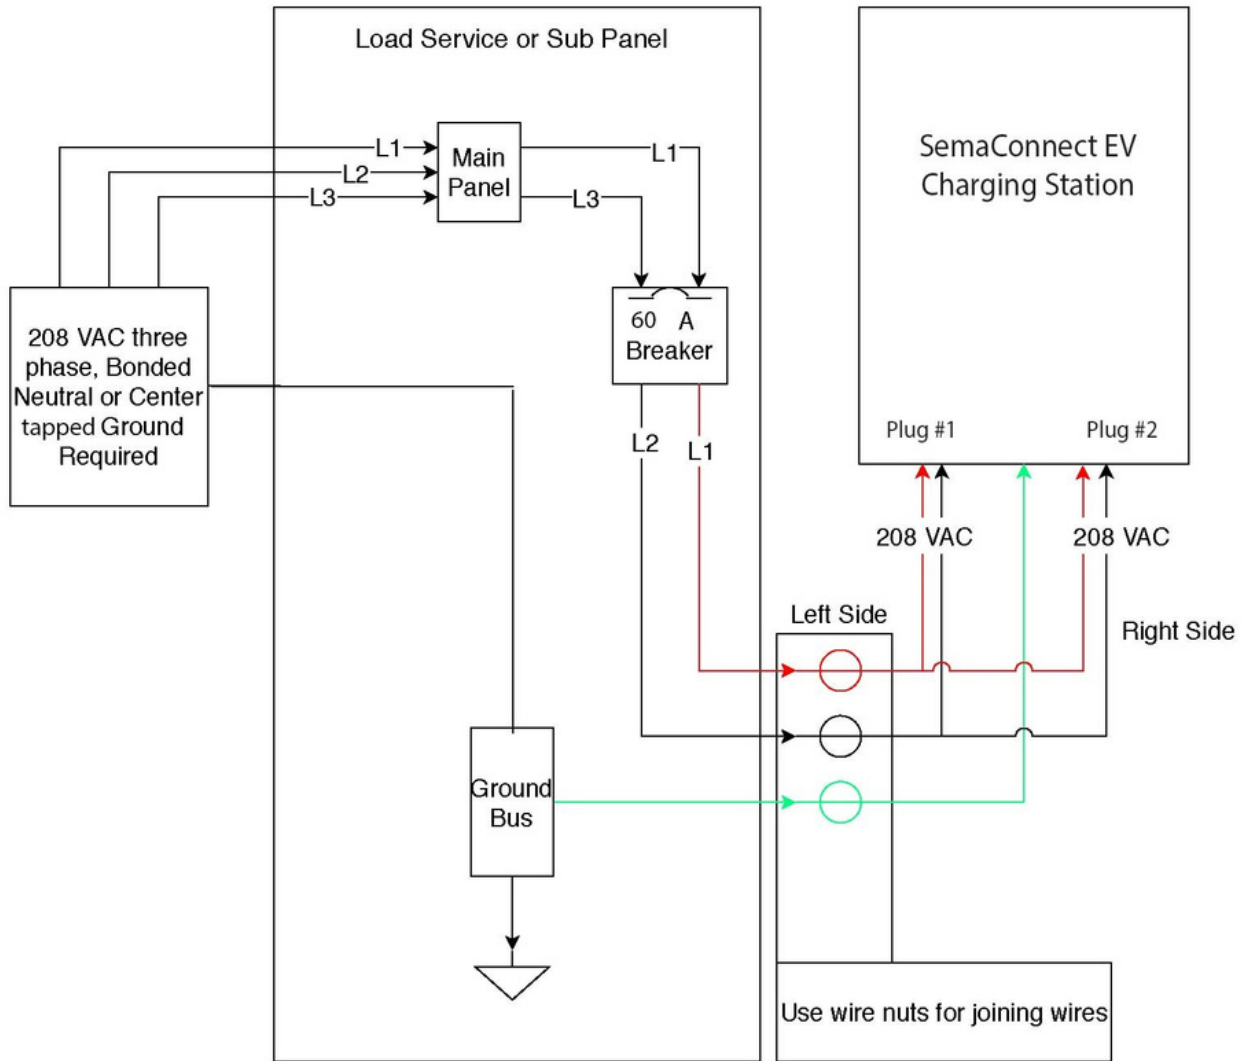 Load Service or Sub Panel
SemaConnect EV
Charging Station
L1
L2
L3
Main
Panel
L1
L3
208 VAC three
phase, Bonded
Neutral or Center
tapped Ground
Required
60 A
Breaker
L2
L1
Plug #1
Plug #2
208 VAC
208 VAC
Left Side
Right Side
Ground
Bus
Use wire nuts for joining wires